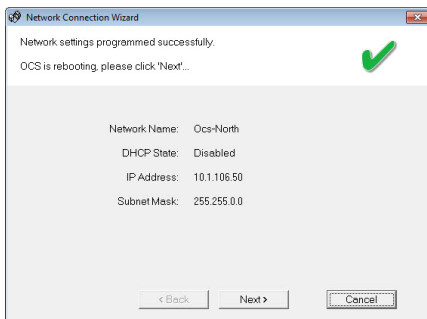 Network Connection Wizard
Network settings programmed successfully.
OCS is rebooting, please click 'Next'...
Network Name: Ocs-North
DHCP State: Disabled
IP Address: 10.1.106.50
Subnet Mask: 255.255.0.0
< Back Next > Cancel